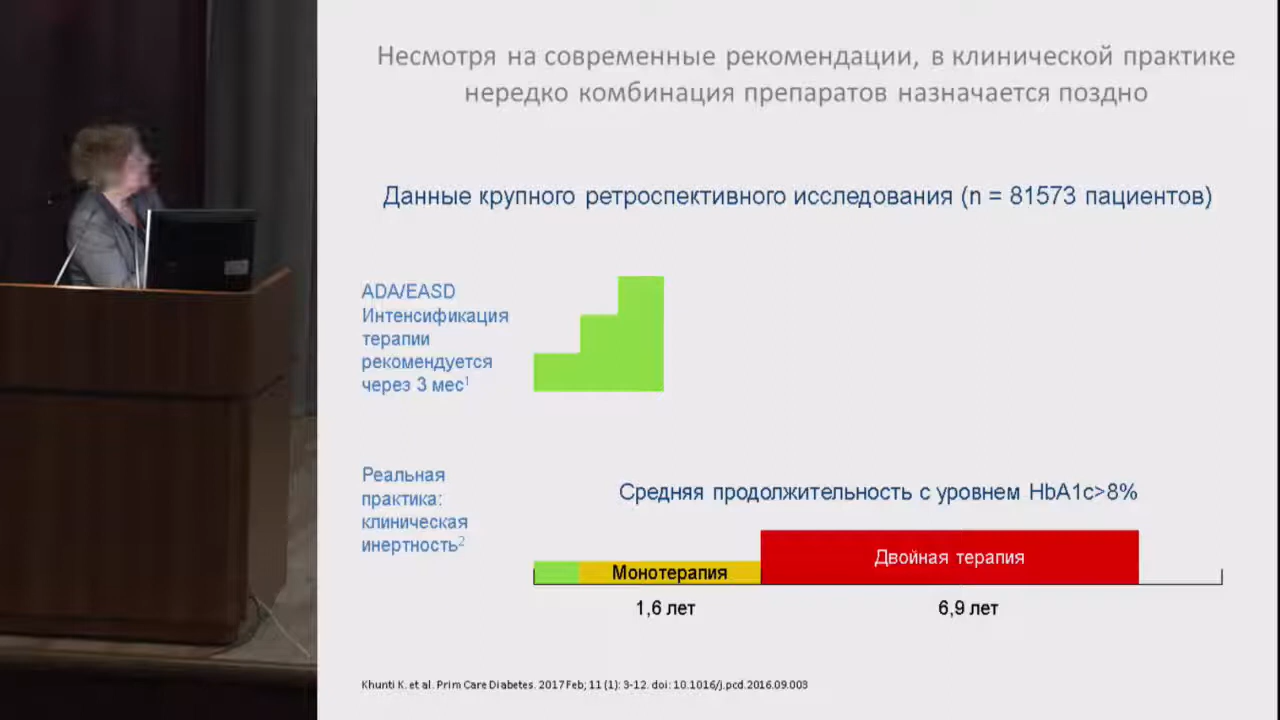 Несмотря на современные рекомендации, в клинической практике
нередко комбинация препаратов назначается поздно
Данные крупного ретроспективного исследования (n = 81573 пациентов)
ADA/EASD
Интенсификация
терапии
рекомендуется
через 3 мес¹
Реальная
практика:
клиническая
инертность²
Средняя продолжительность с уровнем HbA1c>8%
Двойная терапия
Монотерапия
1,6 лет
6,9 лет
Khunti K. et al. Prim Care Diabetes. 2017 Feb; 11 (1): 3-12. doi: 10.1016/j.pcd.2016.09.003